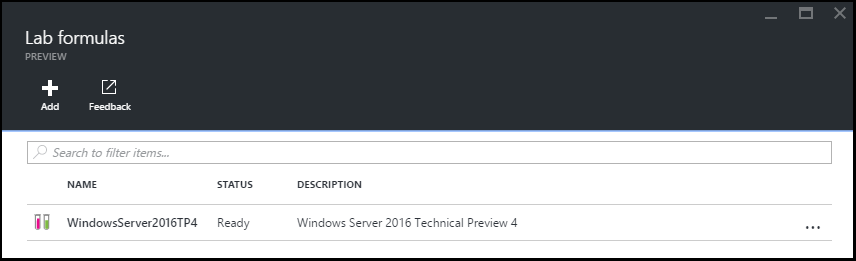 Lab formulas
PREVIEW
Add Feedback
Search to filter items...
NAME STATUS DESCRIPTION
WindowsServer2016TP4 Ready Windows Server 2016 Technical Preview 4 ...